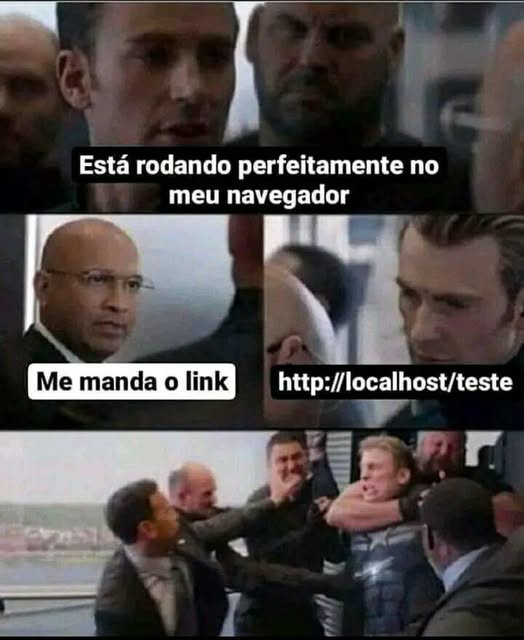 Está rodando perfeitamente no
meu navegador
Me manda o link
http://localhost/teste